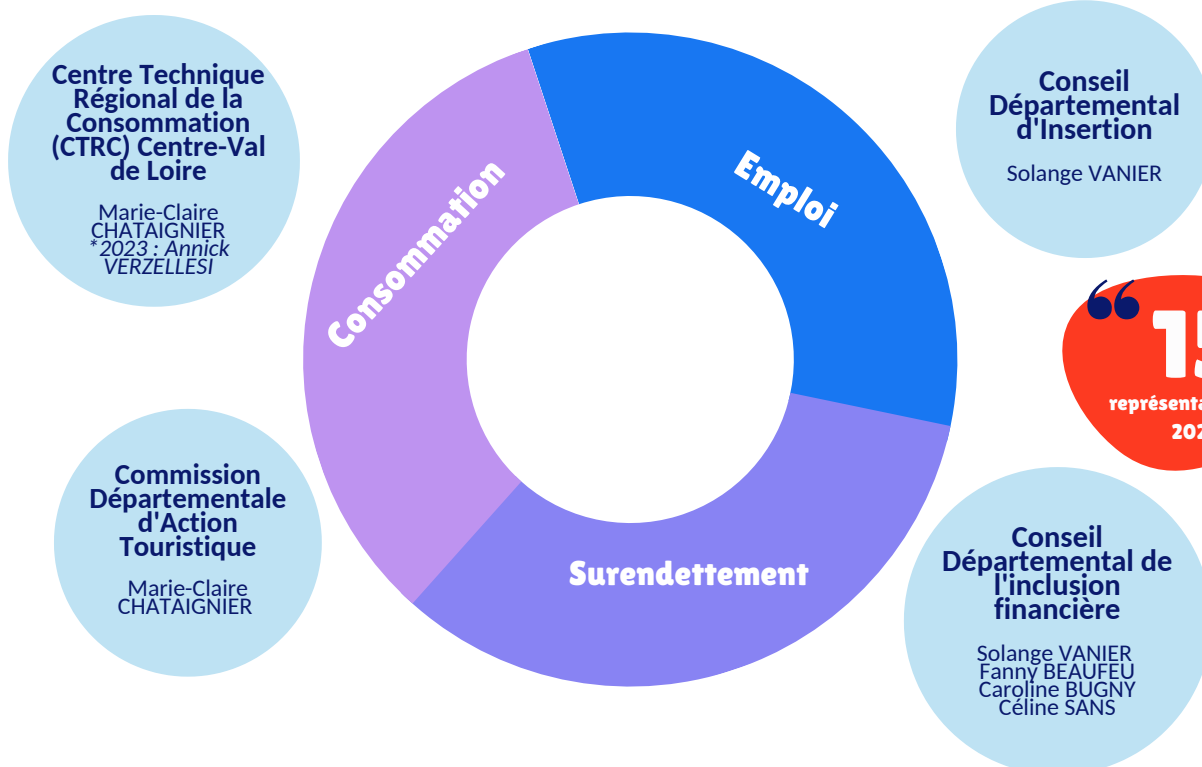 Centre Technique
Régional de la
Consommation
(CTRC) Centre-Val
de Loire
Marie-Claire
CHATAIGNIER
*2023 : Annick
VERZELLESI
Consommation
Emploi
Conseil
Départemental
d'Insertion
Solange VANIER
Commission
Départementale
d'Action
Touristique
Marie-Claire
CHATAIGNIER
Surendettement
Conseil
Départemental de
l'inclusion
financière
Solange VANIER
Fanny BEAUFEU
Caroline BUGNY
Céline SANS